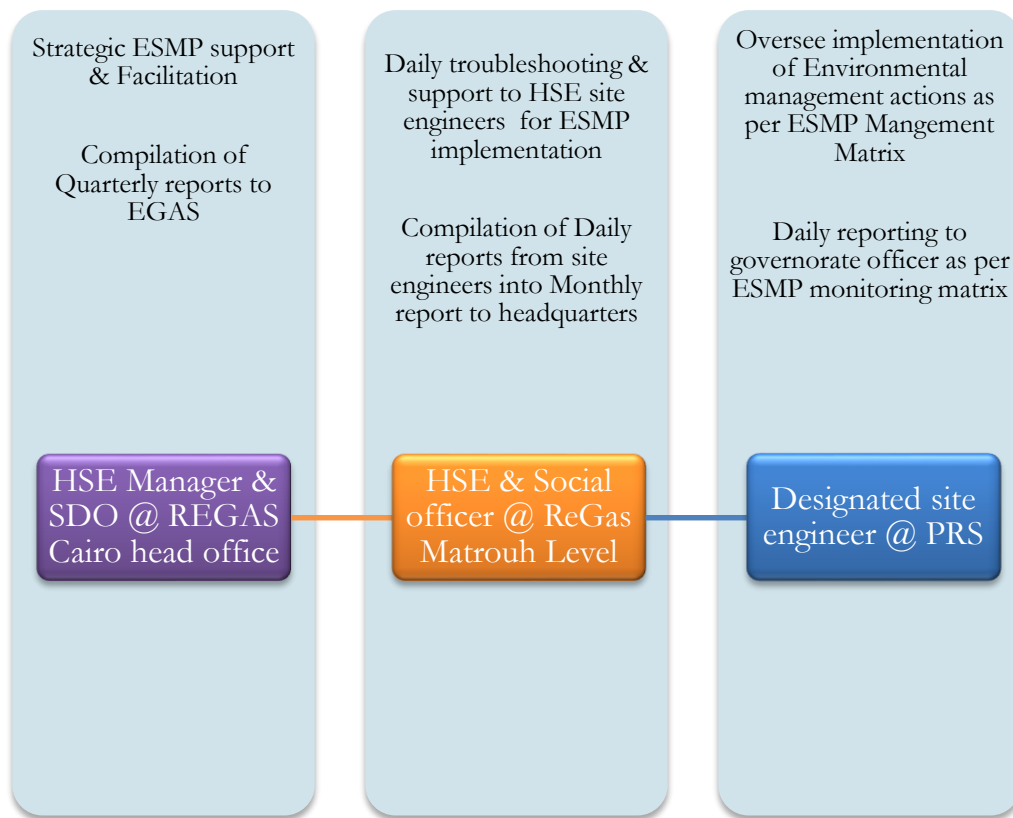 Strategic ESMP support
& Facilitation
Compilation of
Quarterly reports to
EGAS
HSE Manager &
SDO @ REGAS
Cairo head office
Daily troubleshooting &
support to HSE site
engineers for ESMP
implementation
Compilation of Daily
reports from site
engineers into Monthly
report to headquarters
HSE & Social
officer @ ReGas
Matrouh Level
Oversee implementation
of Environmental
management actions as
per ESMP Mangement
Matrix
Daily reporting to
governorate officer as per
ESMP monitoring matrix
Designated site
engineer @ PRS